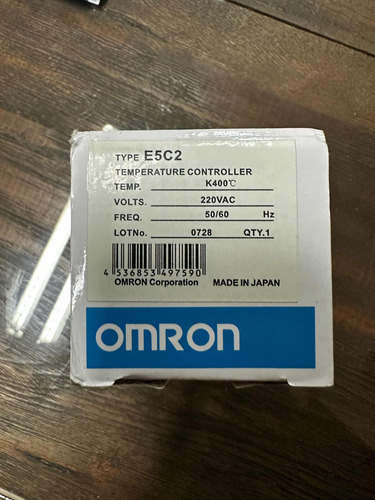 TYPE E5C2
TEMPERATURE CONTROLLER
TEMP. K400℃
VOLTS. 220VAC
FREQ. 50/60 Hz
LOTNo. 0728 QTY.1
4 536853 497590
OMRON Corporation MADE IN JAPAN
OMRON